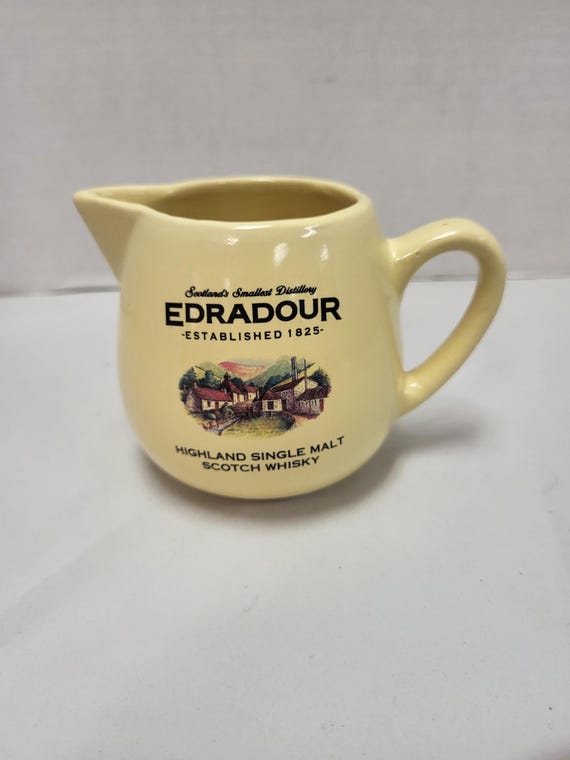 Scotland's Smallest Distillery
EDRADOUR
-ESTABLISHED 1825-
HIGHLAND SINGLE MALT
SCOTCH WHISKY